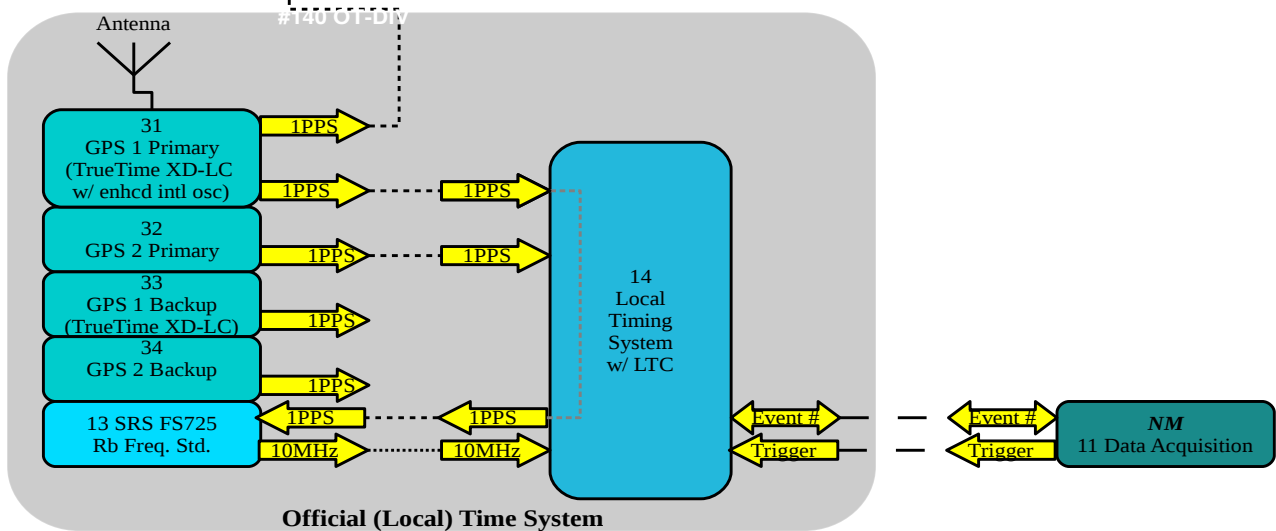 #140 OT-Div
Antenna
31
GPS 1 Primary
(TrueTime XD-LC
w/ enhcd intl osc)
1PPS
1PPS
1PPS
32
GPS 2 Primary
1PPS
1PPS
33
GPS 1 Backup
(TrueTime XD-LC)
1PPS
34
GPS 2 Backup
1PPS
13 SRS FS725
Rb Freq. Std.
1PPS
1PPS
10MHz
10MHz
14
Local
Timing
System
w/ LTC
Event #
Trigger
Event #
Trigger
NM
11 Data Acquisition
Official (Local) Time System